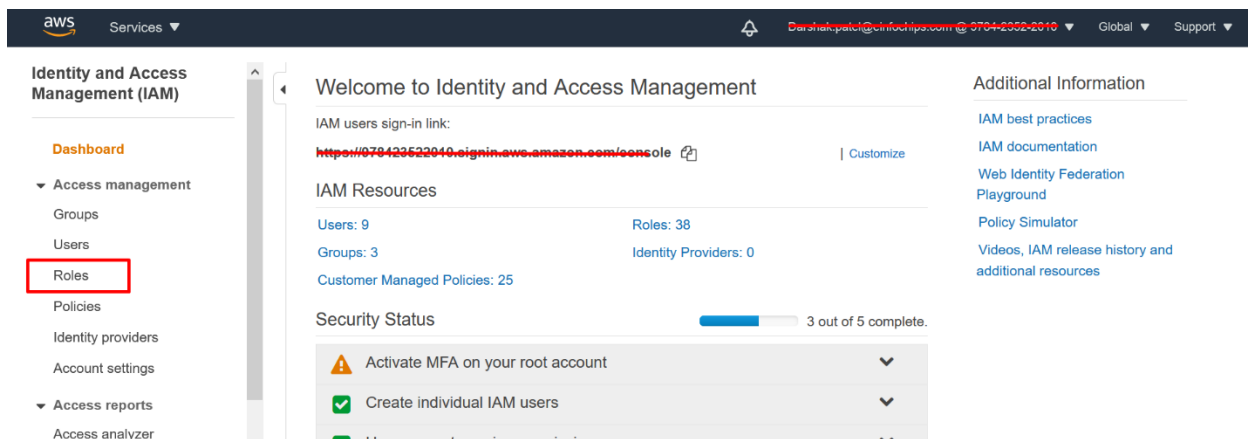 aws
Services ▼
Global ▼
Support ▼
Identity and Access
Management (IAM)
Dashboard
Access management
Groups
Users
Roles
Policies
Identity providers
Account settings
Access reports
Access analyzer
Welcome to Identity and Access Management
IAM users sign-in link:
| Customize
IAM Resources
Users: 9
Roles: 38
Groups: 3
Identity Providers: 0
Customer Managed Policies: 25
Security Status
3 out of 5 complete.
Activate MFA on your root account
Create individual IAM users
Additional Information
IAM best practices
IAM documentation
Web Identity Federation
Playground
Policy Simulator
Videos, IAM release history and
additional resources